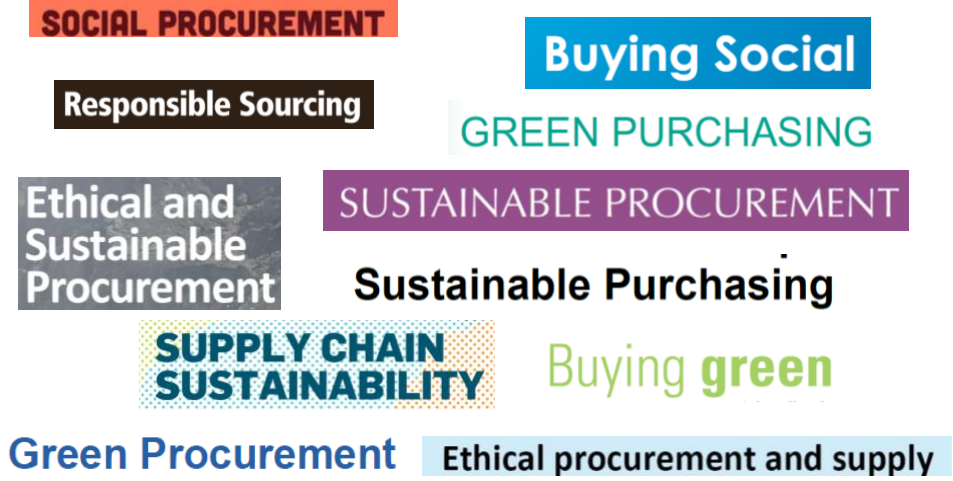 SOCIAL PROCUREMENT
Buying Social
Responsible Sourcing
GREEN PURCHASING
Ethical and
Sustainable
Procurement
SUSTAINABLE PROCUREMENT
Sustainable Purchasing
SUPPLY CHAIN
SUSTAINABILITY
Buying green
Green Procurement
Ethical procurement and supply